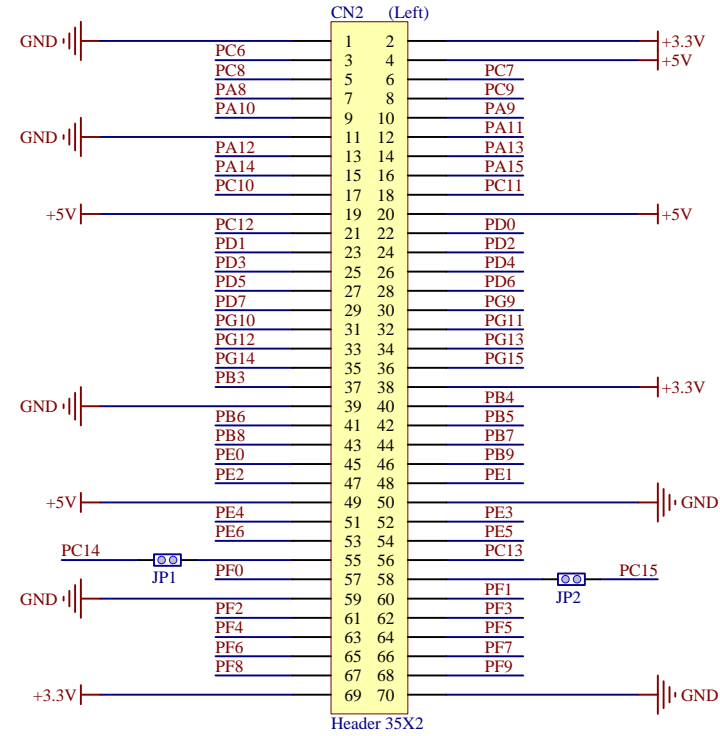 CN2 (Left)
GND 1 2 +3.3V
PC6 3 4 +5V
PC8 5 6 PC7
PA8 7 8 PC9
PA10 9 10 PA9
GND 11 12 PA11
PA12 13 14 PA13
PA14 15 16 PA15
PC10 17 18 PC11
+5V 19 20 +5V
PC12 21 22 PD0
PD1 23 24 PD2
PD3 25 26 PD4
PD5 27 28 PD6
PD7 29 30 PG9
PG10 31 32 PG11
PG12 33 34 PG13
PG14 35 36 PG15
PB3 37 38 +3.3V
GND 39 40 PB4
PB6 41 42 PB5
PB8 43 44 PB7
PE0 45 46 PB9
PE2 47 48 PE1
+5V 49 50 GND
PE4 51 52 PE3
PE6 53 54 PE5
PC14 JP1 55 56 PC13
PF0 57 58 JP2 PC15
GND 59 60 PF1
PF2 61 62 PF3
PF4 63 64 PF5
PF6 65 66 PF7
PF8 67 68 PF9
+3.3V 69 70 GND
Header 35X2